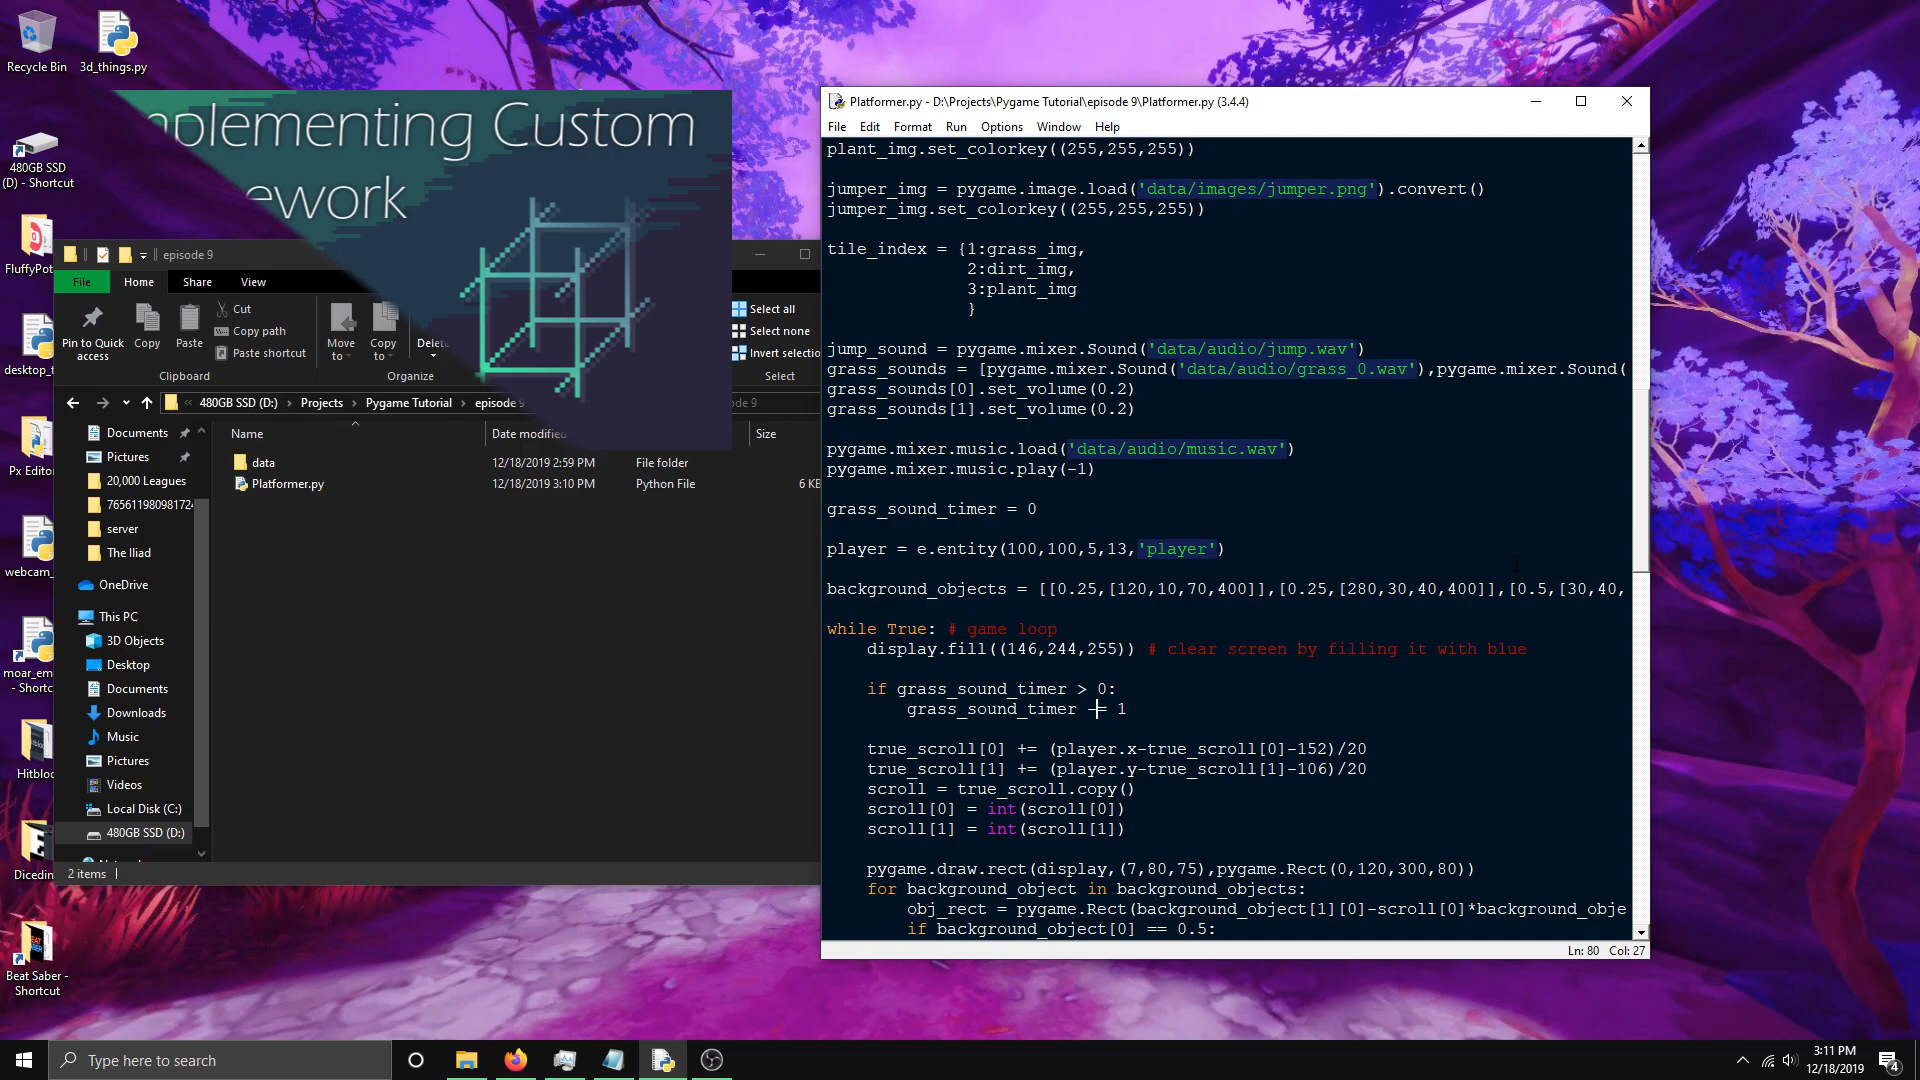 Recycle Bin
3d_things.py
480GB SSD
(D) - Shortcut
FluffyPot
Px Editor
webcam_
- Shortc
Hitbloc
Beat Saber -
Shortcut
plementing Custom
ework
episode 9
File
Home
Share
View
Pin to Quick
access
Copy
Paste
Cut
Copy path
Paste shortcut
Clipboard
Move
to
Copy
to
Delet
Organize
Select all
Select none
Invert selectio
Select
480GB SSD (D:)
Projects
Pygame Tutorial
episode 9
Name
Date modified
Size
data
12/18/2019 2:59 PM
File folder
Platformer.py
12/18/2019 3:10 PM
Python File
6 KB
Documents
Pictures
20,000 Leagues
server
The Iliad
OneDrive
This PC
3D Objects
Desktop
Documents
Downloads
Music
Pictures
Videos
Local Disk (C:)
480GB SSD (D:)
2 items
Platformer.py - D:\Projects\Pygame Tutorial\episode 9\Platformer.py (3.4.4)
File Edit Format Run Options Window Help
plant_img.set_colorkey((255,255,255))
jumper_img = pygame.image.load('data/images/jumper.png').convert()
jumper_img.set_colorkey((255,255,255))
tile_index = {1:grass_img,
2:dirt_img,
3:plant_img
}
jump_sound = pygame.mixer.Sound('data/audio/jump.wav')
grass_sounds = [pygame.mixer.Sound('data/audio/grass_0.wav'),pygame.mixer.Sound(
grass_sounds[0].set_volume(0.2)
grass_sounds[1].set_volume(0.2)
pygame.mixer.music.load('data/audio/music.wav')
pygame.mixer.music.play(-1)
grass_sound_timer = 0
player = e.entity(100,100,5,13,'player')
background_objects = [[0.25,[120,10,70,400]],[0.25,[280,30,40,400]],[0.5,[30,40,
while True: # game loop
display.fill((146,244,255)) # clear screen by filling it with blue
if grass_sound_timer > 0:
grass_sound_timer -= 1
true_scroll[0] += (player.x-true_scroll[0]-152)/20
true_scroll[1] += (player.y-true_scroll[1]-106)/20
scroll = true_scroll.copy()
scroll[0] = int(scroll[0])
scroll[1] = int(scroll[1])
pygame.draw.rect(display,(7,80,75),pygame.Rect(0,120,300,80))
for background_object in background_objects:
obj_rect = pygame.Rect(background_object[1][0]-scroll[0]*background_obje
if background_object[0] == 0.5:
Ln: 80 Col: 27
Type here to search
3:11 PM
12/18/2019
4